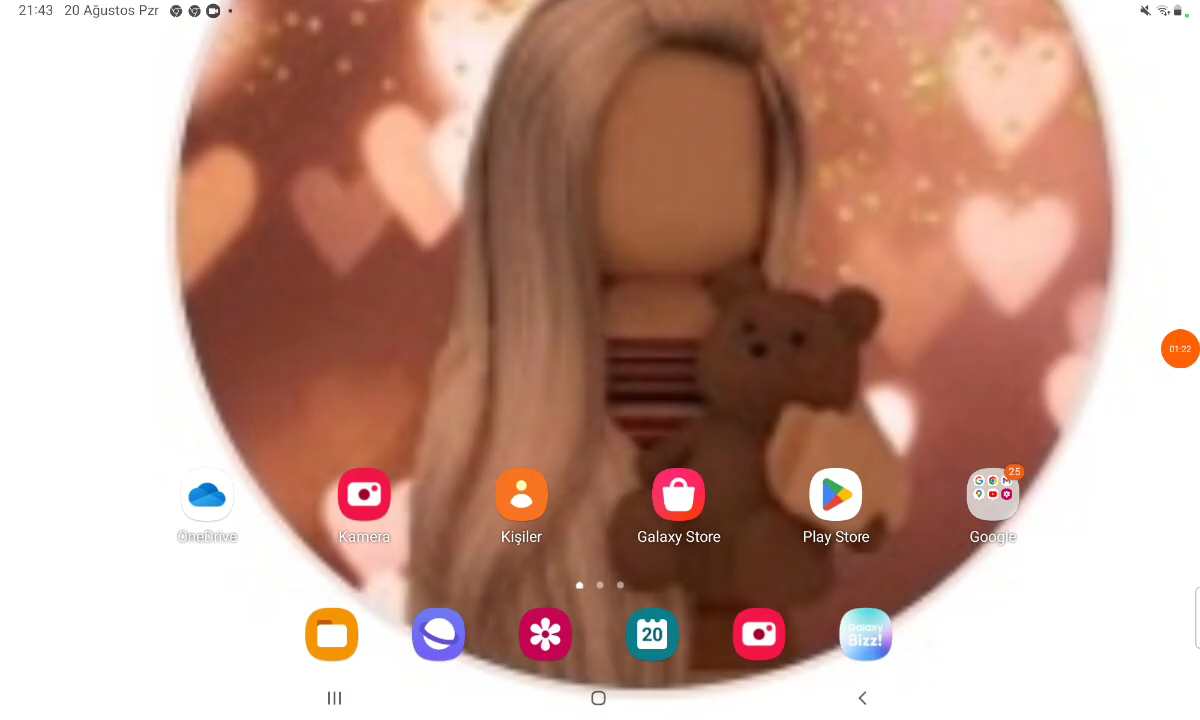 21:43 20 Ağustos Pzr
01:22
25
OneDrive Kamera Kişiler Galaxy Store Play Store Google
20
Galaxy
Bizz!